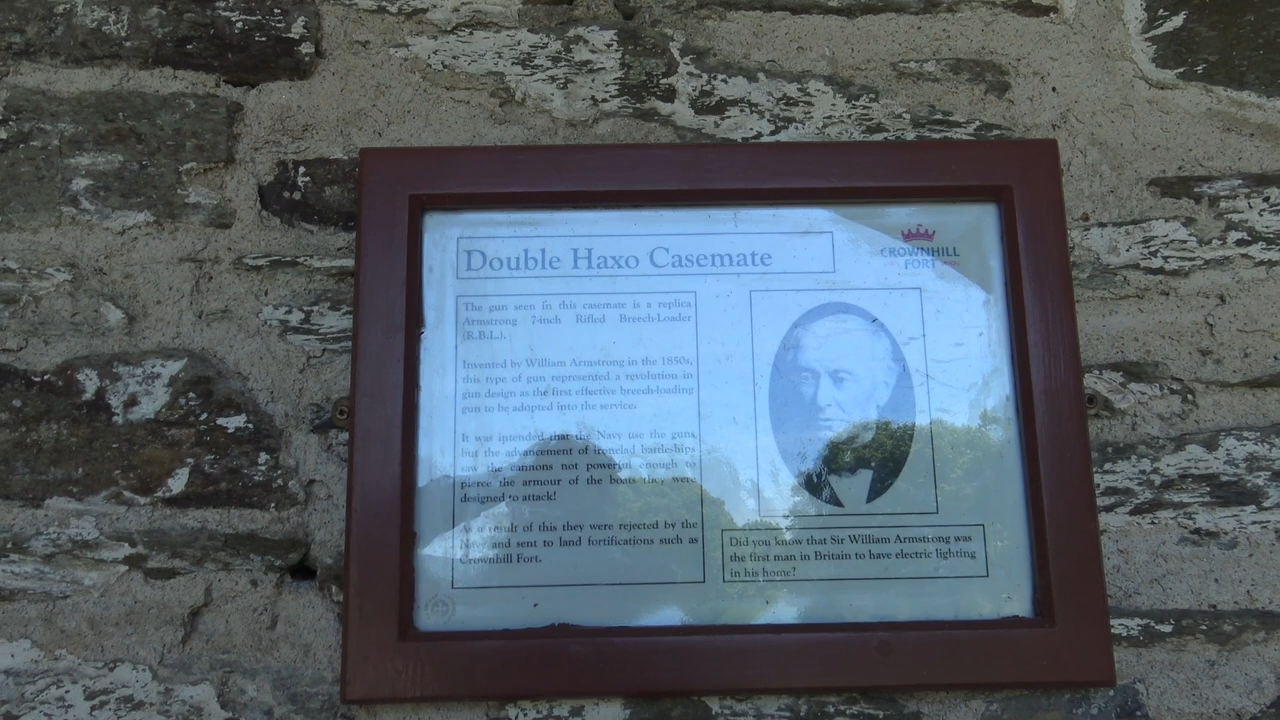 Double Haxo Casemate
CROWNHILL
FORT
The gun seen in this casemate is a replica
Armstrong 7-inch Rifled Breech-Loader
(R.B.L.).
Invented by William Armstrong in the 1850s,
this type of gun represented a revolution in
gun design as the first effective breech-loading
gun to be adopted into the service.
It was intended that the Navy use the guns,
but the advancement of ironclad battleships
saw the cannons not powerful enough to
pierce the armour of the boats they were
designed to attack!
As a result of this they were rejected by the
Navy and sent to land fortifications such as
Crownhill Fort.
Did you know that Sir William Armstrong was
the first man in Britain to have electric lighting
in his home?